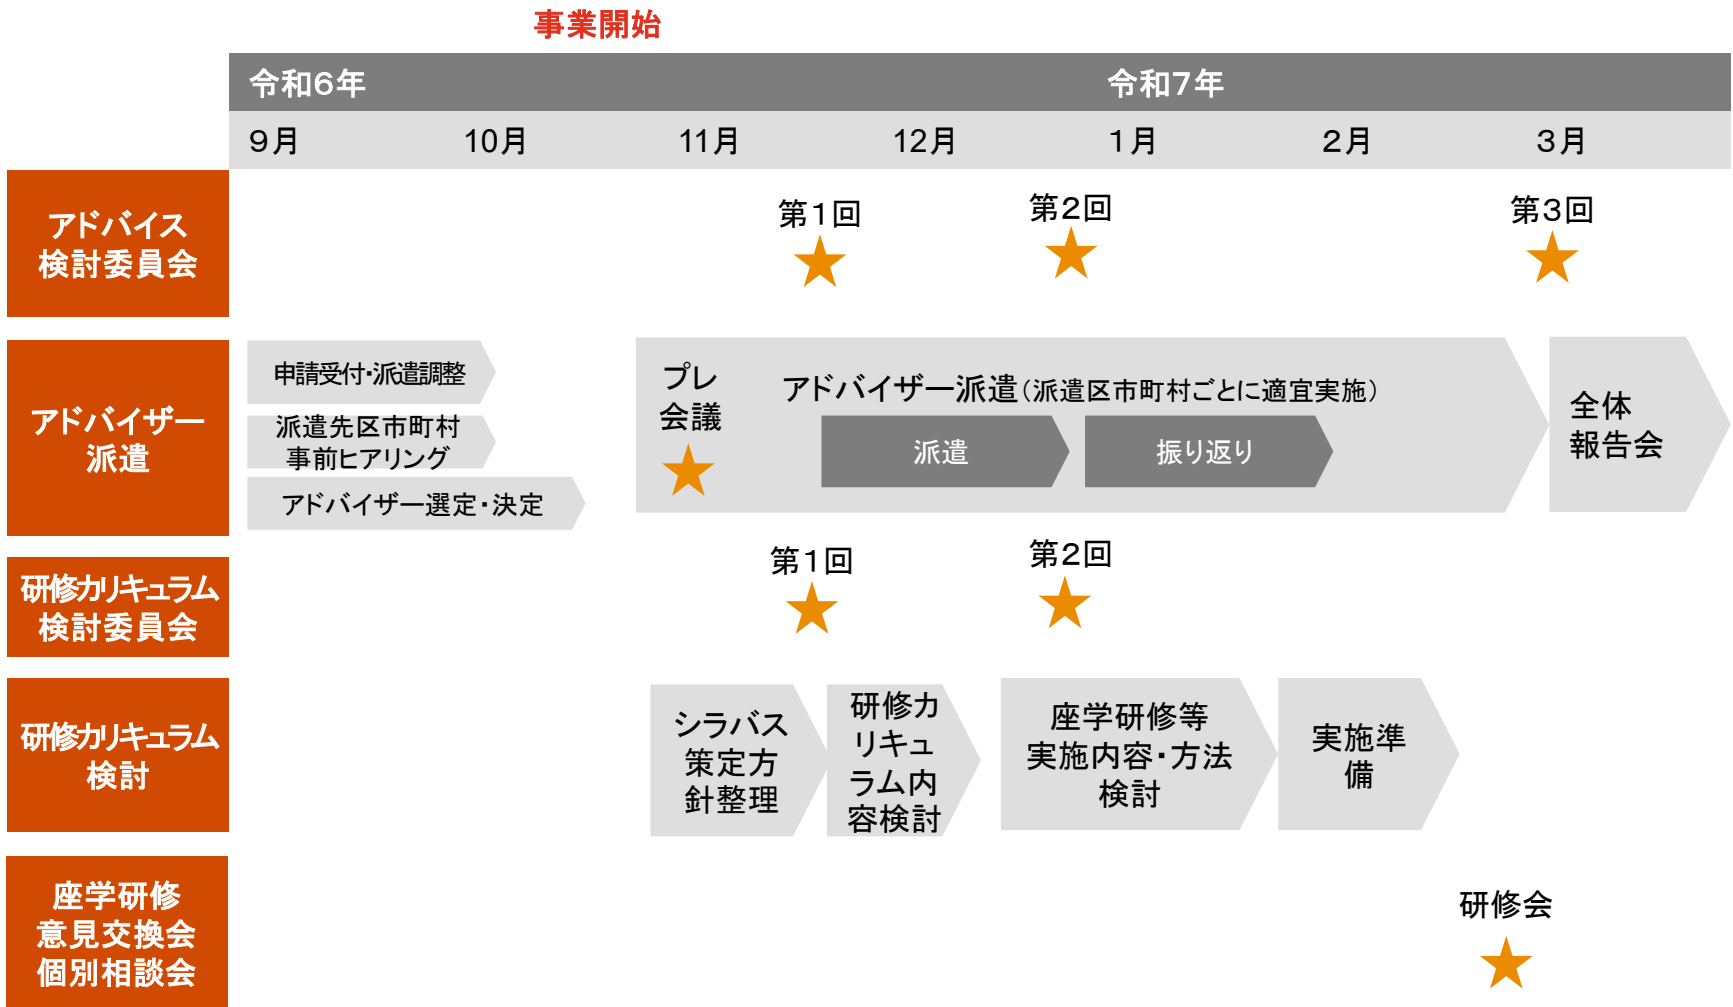 事業開始
令和6年
令和7年
9月
10月
11月
12月
1月
2月
3月
アドバイス
検討委員会
第1回
第2回
第3回
アドバイザー
派遣
申請受付・派遣調整
派遣先区市町村
事前ヒアリング
アドバイザー選定・決定
プレ
会議
アドバイザー派遣（派遣区市町村ごとに適宜実施）
派遣
振り返り
全体
報告会
研修カリキュラム
検討委員会
第1回
第2回
研修カリキュラム
検討
シラバス
策定方
針整理
研修カ
リキュ
ラム内
容検討
座学研修等
実施内容・方法
検討
実施準
備
座学研修
意見交換会
個別相談会
研修会